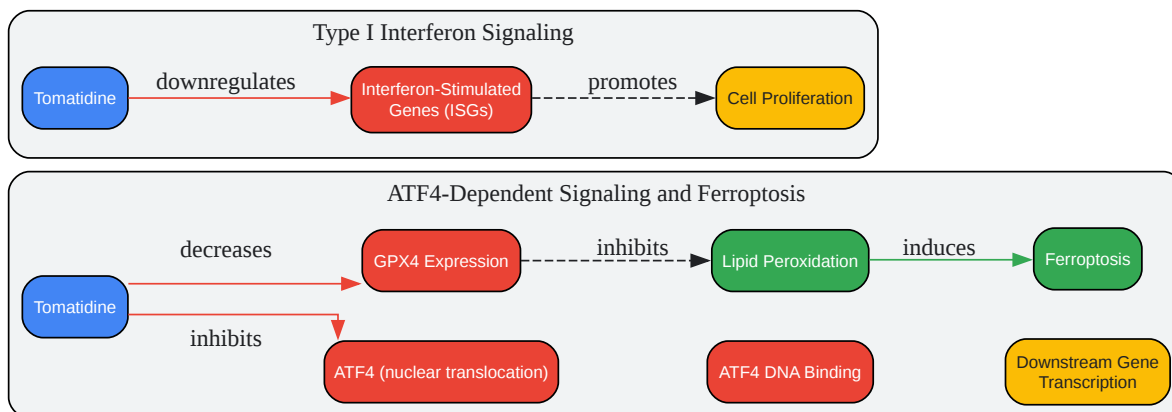 Type I Interferon Signaling
Tomatidine
downregulates
Interferon-Stimulated
Genes (ISGs)
promotes
Cell Proliferation
ATF4-Dependent Signaling and Ferroptosis
Tomatidine
decreases
GPX4 Expression
inhibits
Lipid Peroxidation
induces
Ferroptosis
inhibits
ATF4 (nuclear translocation)
ATF4 DNA Binding
Downstream Gene
Transcription